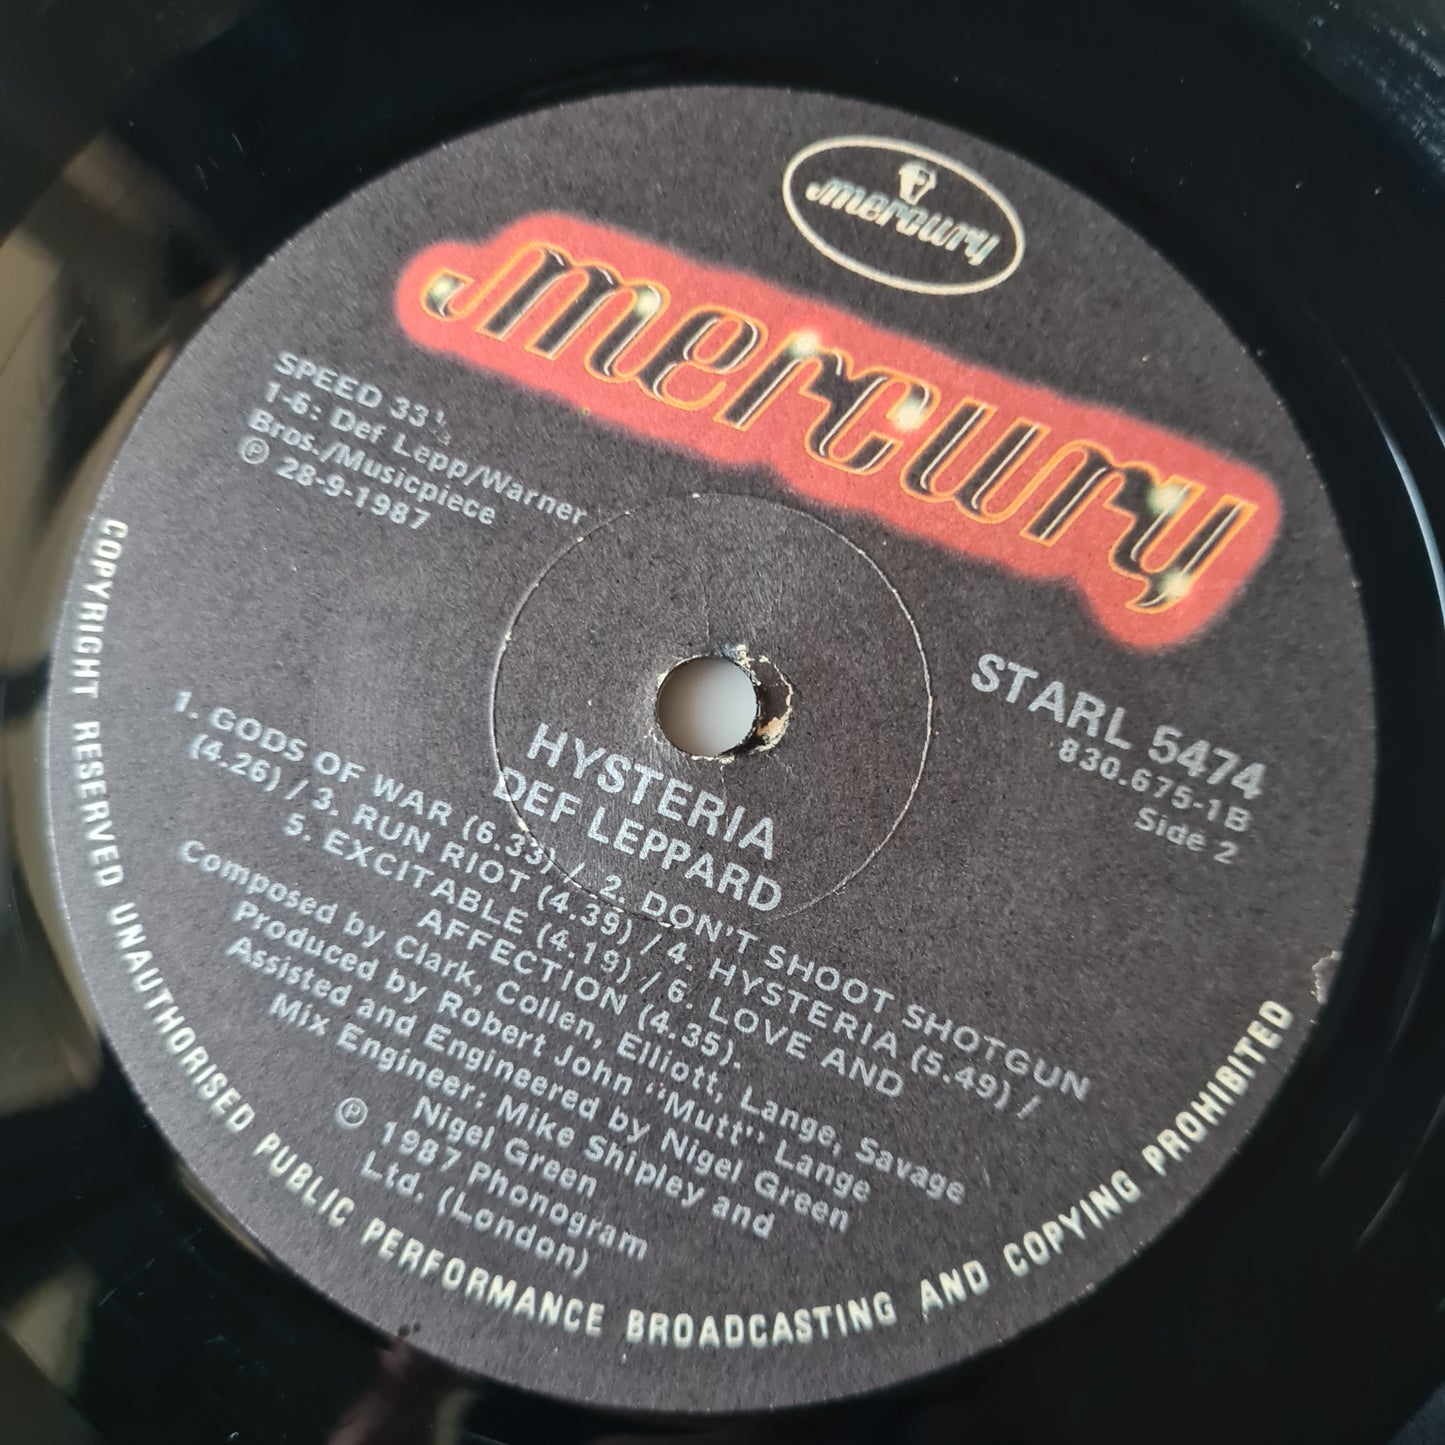 mercury
mercury
SPEED 33 ⅓
1-6: Def Lepp/Warner
Bros./Musicpiece
℗ 28-9-1987
STARL 5474
830.675-1B
Side 2
HYSTERIA
DEF LEPPARD
1. GODS OF WAR (6.33) / 2. DON'T SHOOT SHOTGUN
(4.26) / 3. RUN RIOT (4.39) / 4. HYSTERIA (5.49) /
5. EXCITABLE (4.19) / 6. LOVE AND
AFFECTION (4.35).
Composed by Clark, Collen, Elliott, Lange, Savage
Produced by Robert John "Mutt" Lange
Assisted and Engineered by Nigel Green
Mix Engineer: Mike Shipley and
Nigel Green
℗ 1987 Phonogram
Ltd. (London)
COPYRIGHT RESERVED UNAUTHORISED PUBLIC PERFORMANCE BROADCASTING AND COPYING PROHIBITED